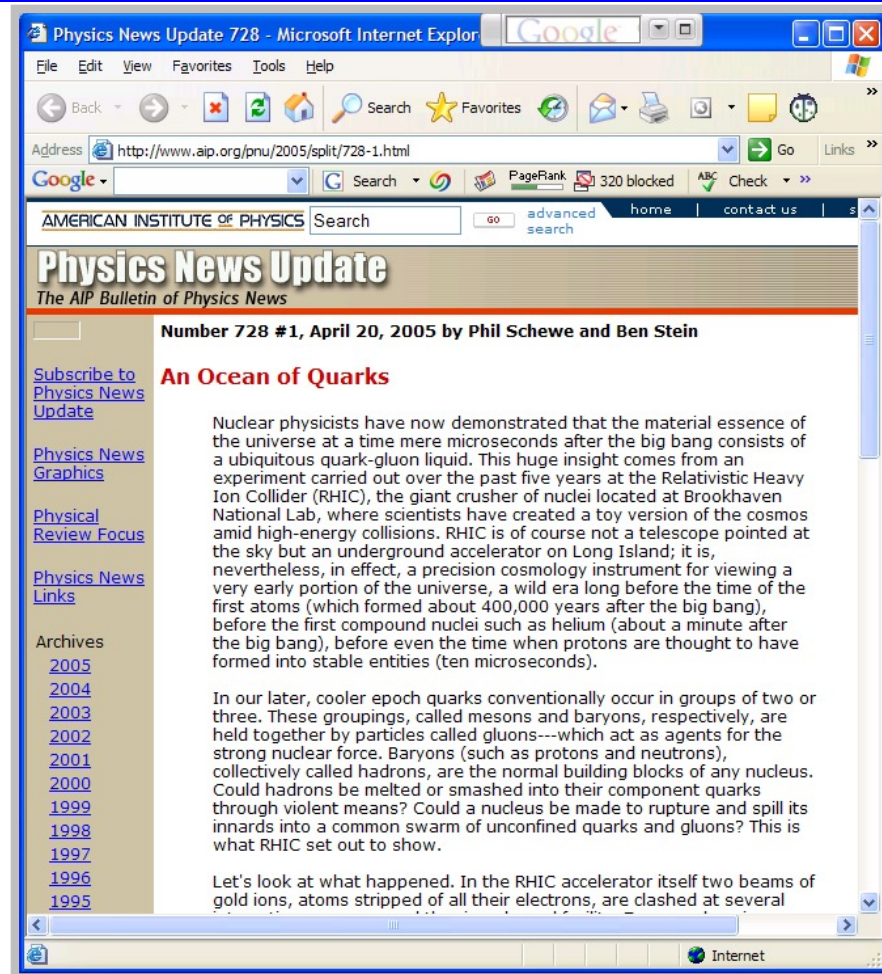 Physics News Update 728 - Microsoft Internet Explor
Google
File Edit View Favorites Tools Help
Back Search Favorites
Address http://www.aip.org/pnu/2005/split/728-1.html Go Links
Google Search PageRank 320 blocked ABC Check
AMERICAN INSTITUTE OF PHYSICS Search GO advanced search home | contact us | s
Physics News Update
The AIP Bulletin of Physics News
Number 728 #1, April 20, 2005 by Phil Schewe and Ben Stein
Subscribe to
Physics News
Update
Physics News
Graphics
Physical
Review Focus
Physics News
Links
Archives
2005
2004
2003
2002
2001
2000
1999
1998
1997
1996
1995
An Ocean of Quarks
Nuclear physicists have now demonstrated that the material essence of
the universe at a time mere microseconds after the big bang consists of
a ubiquitous quark-gluon liquid. This huge insight comes from an
experiment carried out over the past five years at the Relativistic Heavy
Ion Collider (RHIC), the giant crusher of nuclei located at Brookhaven
National Lab, where scientists have created a toy version of the cosmos
amid high-energy collisions. RHIC is of course not a telescope pointed at
the sky but an underground accelerator on Long Island; it is,
nevertheless, in effect, a precision cosmology instrument for viewing a
very early portion of the universe, a wild era long before the time of the
first atoms (which formed about 400,000 years after the big bang),
before the first compound nuclei such as helium (about a minute after
the big bang), before even the time when protons are thought to have
formed into stable entities (ten microseconds).
In our later, cooler epoch quarks conventionally occur in groups of two or
three. These groupings, called mesons and baryons, respectively, are
held together by particles called gluons---which act as agents for the
strong nuclear force. Baryons (such as protons and neutrons),
collectively called hadrons, are the normal building blocks of any nucleus.
Could hadrons be melted or smashed into their component quarks
through violent means? Could a nucleus be made to rupture and spill its
innards into a common swarm of unconfined quarks and gluons? This is
what RHIC set out to show.
Let's look at what happened. In the RHIC accelerator itself two beams of
gold ions, atoms stripped of all their electrons, are clashed at several
Internet